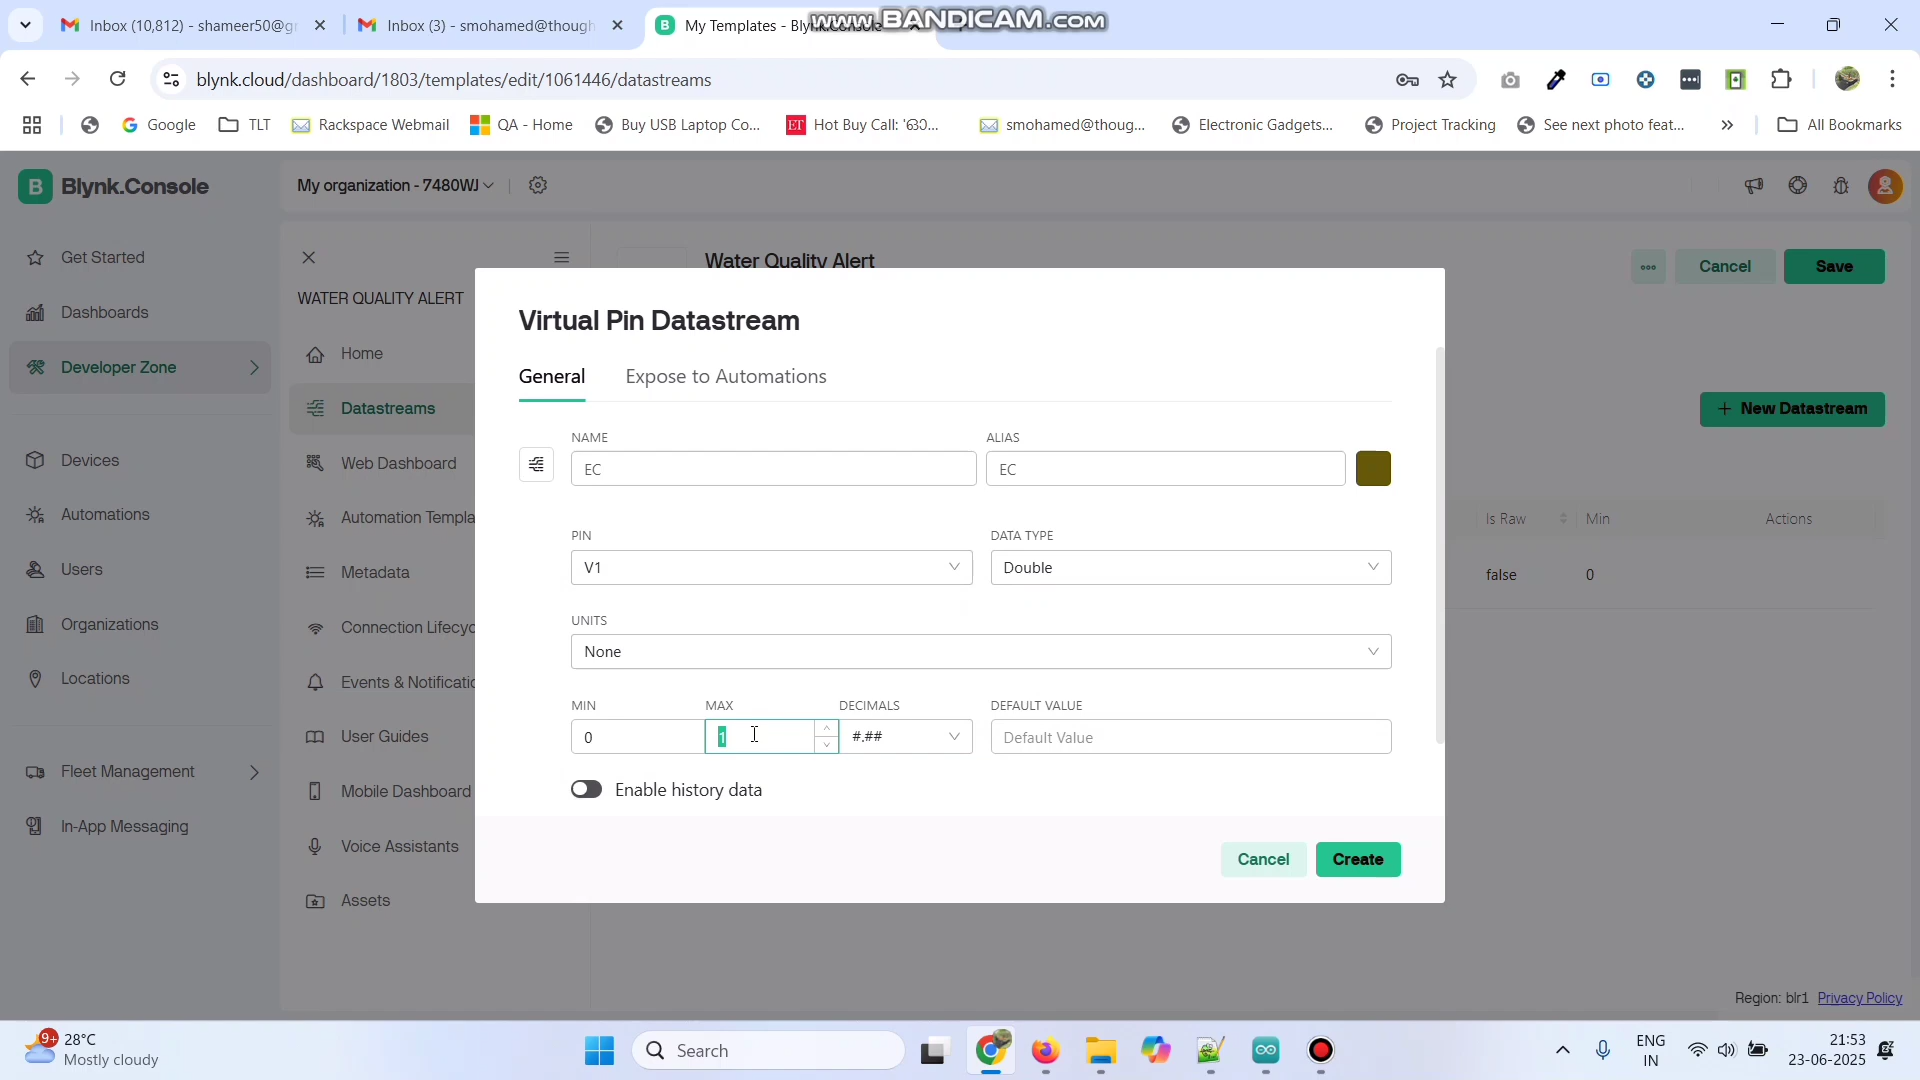 Inbox (10,812) - shameer50@gr
Inbox (3) - smohamed@though
My Templates - Blynk.Console
www.BANDICAM.com
blynk.cloud/dashboard/1803/templates/edit/1061446/datastreams
Google
TLT
Rackspace Webmail
QA - Home
Buy USB Laptop Co...
ET Hot Buy Call: '630...
smohamed@thoug...
Electronic Gadgets...
Project Tracking
See next photo feat...
All Bookmarks
B Blynk.Console
My organization - 7480WJ
Get Started
Dashboards
Developer Zone
Devices
Automations
Users
Organizations
Locations
Fleet Management
In-App Messaging
WATER QUALITY ALERT
Home
Datastreams
Web Dashboard
Automation Templa
Metadata
Connection Lifecyc
Events & Notificatic
User Guides
Mobile Dashboard
Voice Assistants
Assets
Water Quality Alert
Cancel
Save
+ New Datastream
Is Raw
Min
Actions
false
0
Virtual Pin Datastream
General
Expose to Automations
NAME
ALIAS
EC
EC
PIN
DATA TYPE
V1
Double
UNITS
None
MIN
MAX
DECIMALS
DEFAULT VALUE
0
1
#.##
Default Value
Enable history data
Cancel
Create
Region: blr1 Privacy Policy
9+
28°C
Mostly cloudy
Search
ENG
IN
21:53
23-06-2025